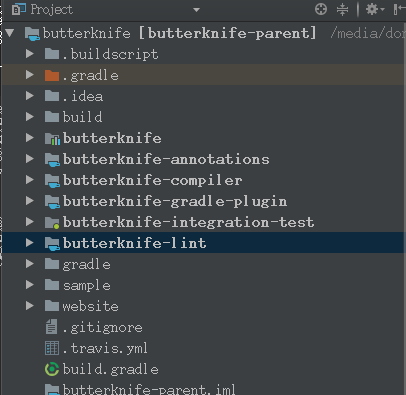 Project
butterknife [butterknife-parent] /media/dor
.buildscript
.gradle
.idea
build
butterknife
butterknife-annotations
butterknife-compiler
butterknife-gradle-plugin
butterknife-integration-test
butterknife-lint
gradle
sample
website
.gitignore
.travis.yml
build.gradle
butterknife-parent.iml